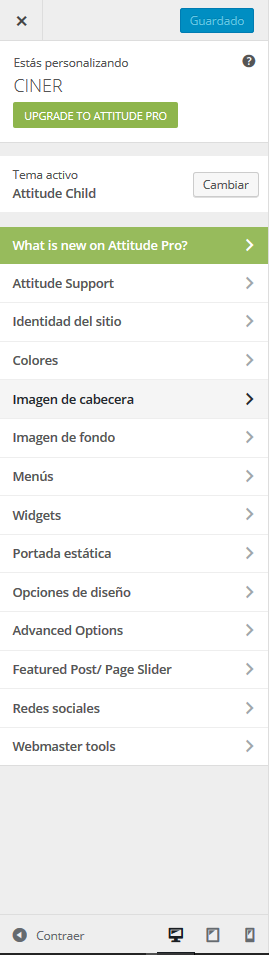 Guardado
Estás personalizando
CINER
UPGRADE TO ATTITUDE PRO
Tema activo
Attitude Child
Cambiar
What is new on Attitude Pro?
Attitude Support
Identidad del sitio
Colores
Imagen de cabecera
Imagen de fondo
Menús
Widgets
Portada estática
Opciones de diseño
Advanced Options
Featured Post/ Page Slider
Redes sociales
Webmaster tools
Contraer